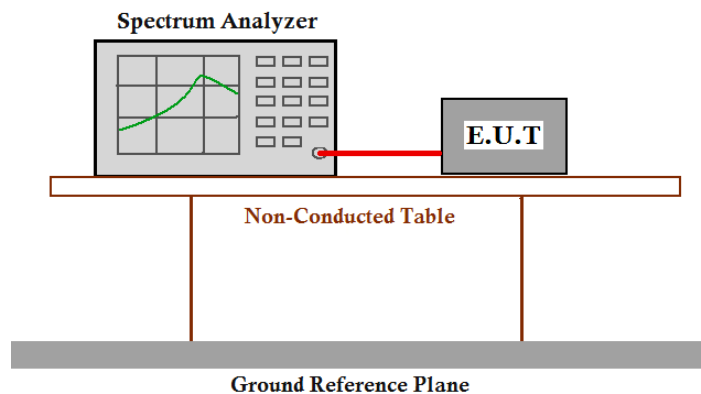 Spectrum Analyzer
E.U.T
Non-Conducted Table
Ground Reference Plane